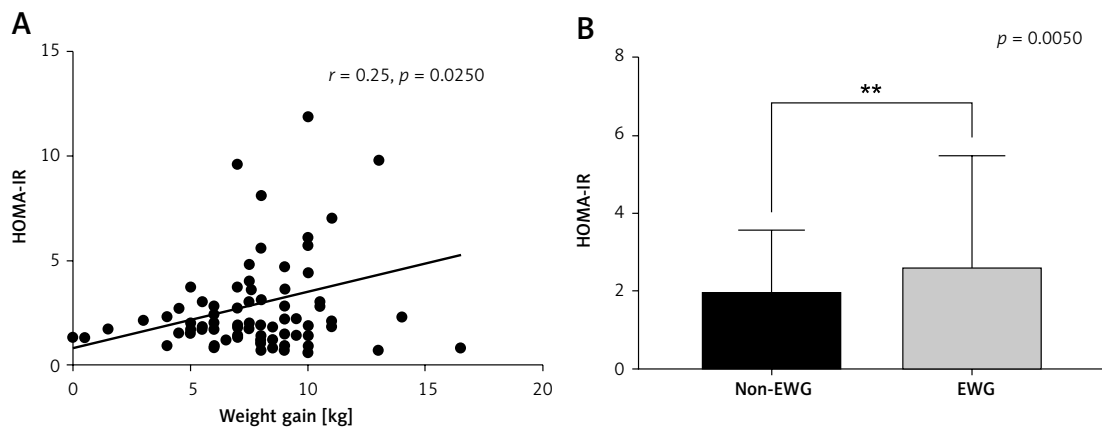 A
HOMA-IR
15
10
5
0
r = 0.25, p = 0.0250
0 5 10 15 20
Weight gain [kg]
B
HOMA-IR
8
6
4
2
0
p = 0.0050
**
Non-EWG EWG